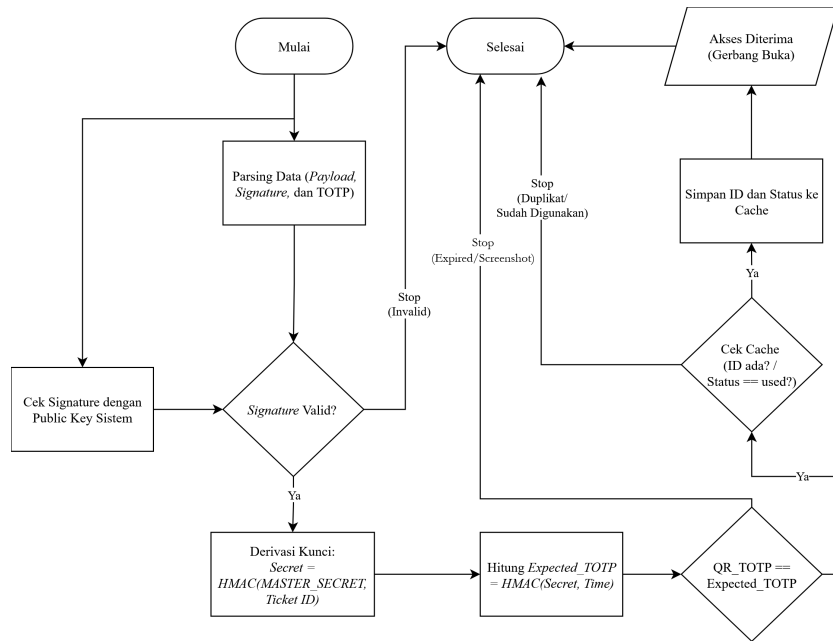 Mulai
Selesai
Akses Diterima
(Gerbang Buka)
Parsing Data (Payload,
Signature, dan TOTP)
Simpan ID dan Status ke
Cache
Stop
(Duplikat/
Sudah Digunakan)
Stop
(Expired/Screenshot)
Ya
Stop
(Invalid)
Cek Signature dengan
Public Key Sistem
Signature Valid?
Cek Cache
(ID ada? /
Status == used?)
Ya
Ya
Derivasi Kunci:
Secret =
HMAC(MASTER_SECRET,
Ticket ID)
Hitung Expected_TOTP
= HMAC(Secret, Time)
QR_TOTP ==
Expected_TOTP